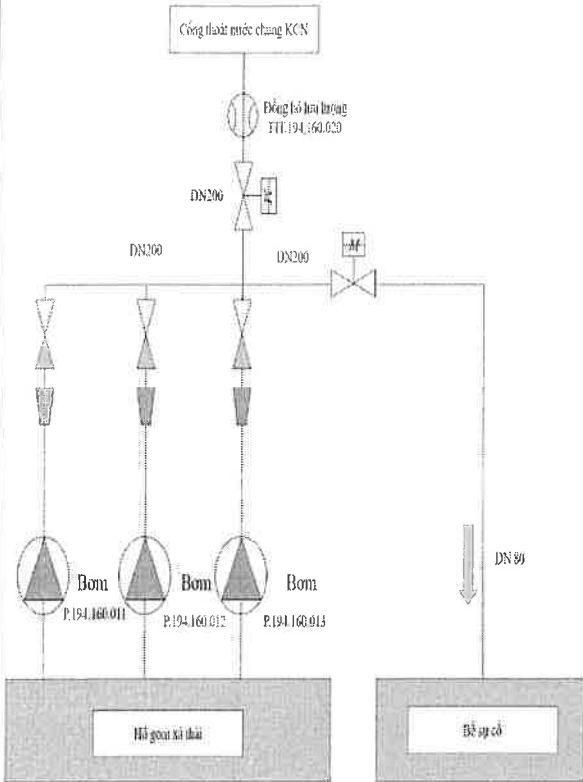 Cống thoát nước chung KCN
Đồng hồ lưu lượng
FIT.194.160.020
DN200
M
DN200
DN200
M
DN 80
Bơm
Bơm
Bơm
P.194.160.011
P.194.160.012
P.194.160.013
Hố gom xả thải
Bể sự cố